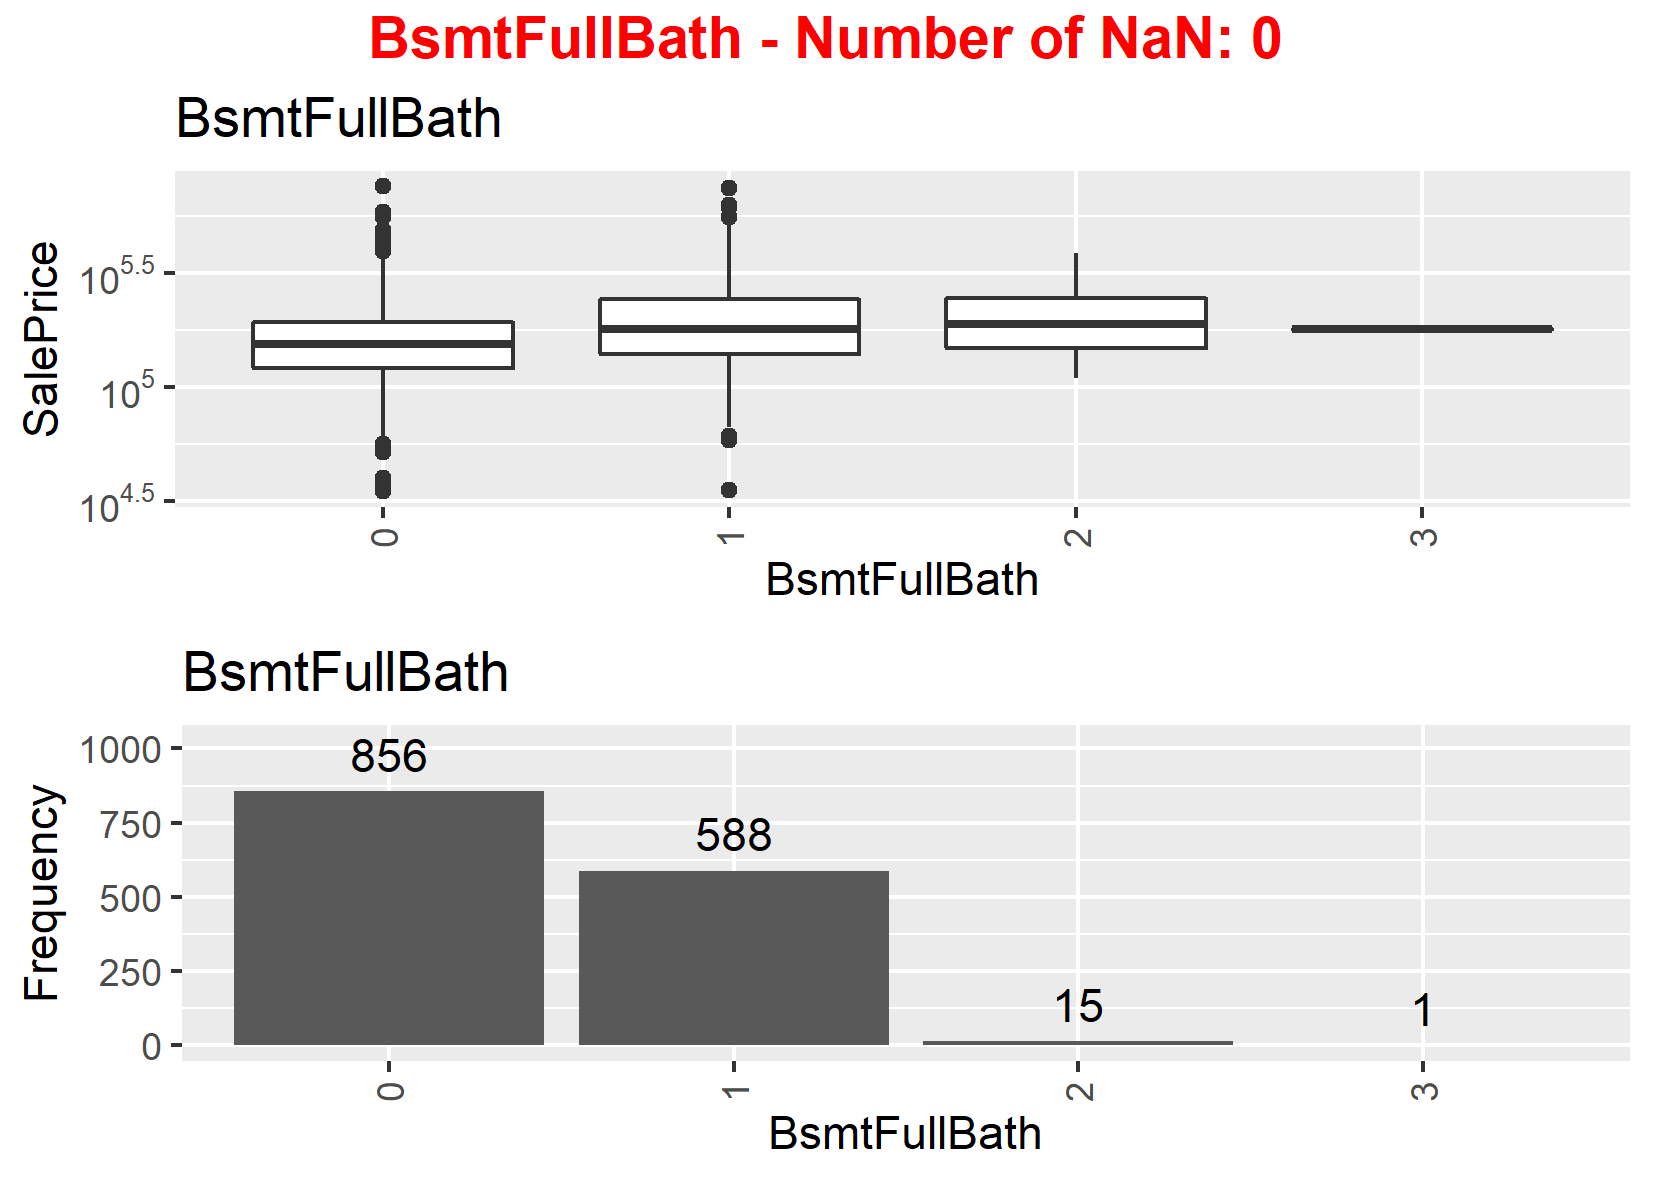 BsmtFullBath - Number of NaN: 0
BsmtFullBath
SalePrice
10^5.5
10^5
10^4.5
0 1 2 3
BsmtFullBath
BsmtFullBath
Frequency
1000
750
500
250
0
856
588
15
1
0 1 2 3
BsmtFullBath